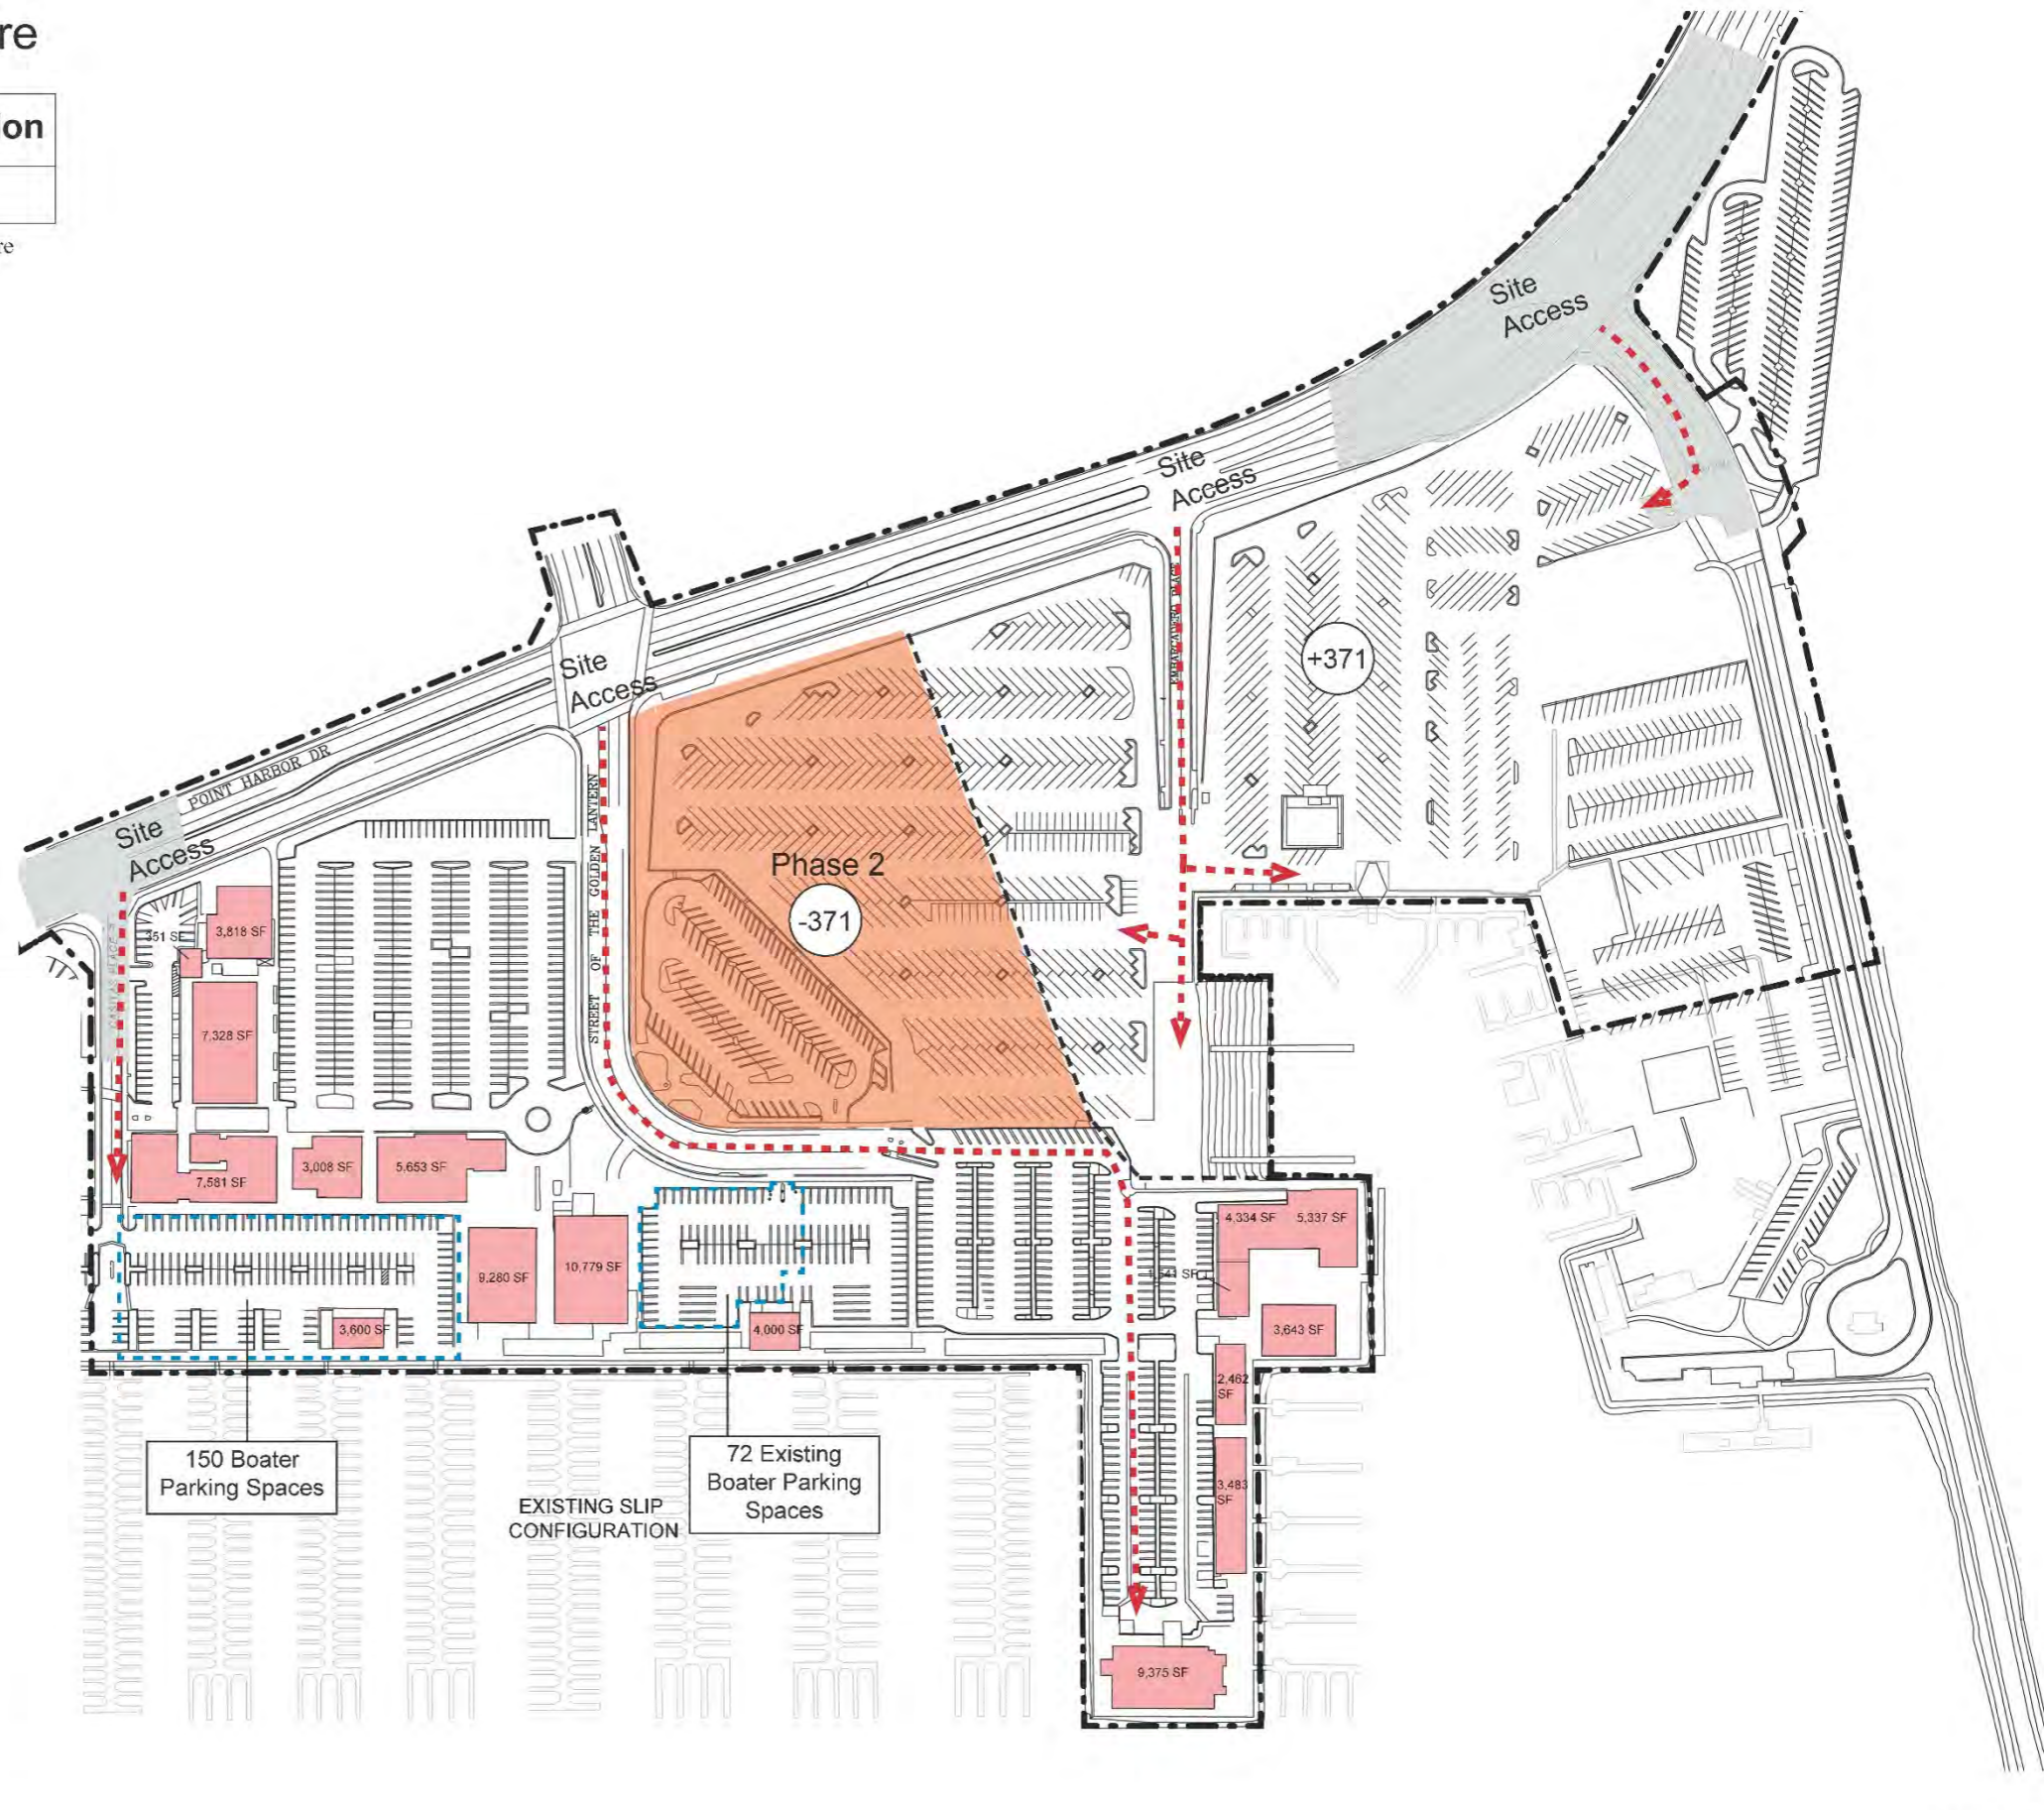 re
ion
re
Site
Access
Site
Access
Site
Access
Site
Access
POINT HARBOR DR
STREET OF THE GOLDEN LANTERN
EMBARCADERO PLACE
+371
Phase 2
-371
351 SF
3,818 SF
7,328 SF
7,581 SF
3,008 SF
5,653 SF
9,280 SF
10,779 SF
3,600 SF
4,000 SF
4,334 SF
5,337 SF
3,643 SF
2,462
SF
3,483
SF
9,375 SF
150 Boater
Parking Spaces
72 Existing
Boater Parking
Spaces
EXISTING SLIP
CONFIGURATION